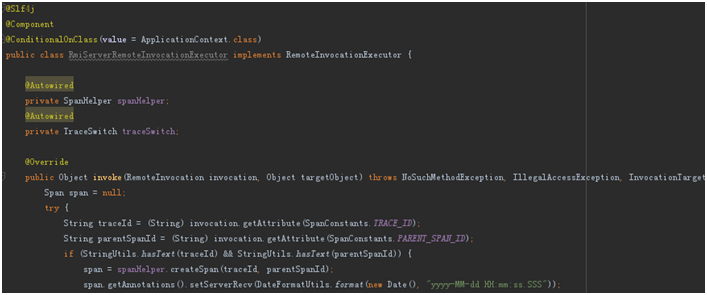 @Slf4j
@Component
@ConditionalOnClass(value = ApplicationContext.class)
public class RmiServerRemoteInvocationExecutor implements RemoteInvocationExecutor {
@Autowired
private SpanHelper spanHelper;
@Autowired
private TraceSwitch traceSwitch;
@Override
public Object invoke(RemoteInvocation invocation, Object targetObject) throws NoSuchMethodException, IllegalAccessException, InvocationTarget
Span span = null;
try {
String traceId = (String) invocation.getAttribute(SpanConstants.TRACE_ID);
String parentSpanId = (String) invocation.getAttribute(SpanConstants.PARENT_SPAN_ID);
if (StringUtils.hasText(traceId) && StringUtils.hasText(parentSpanId)) {
span = spanHelper.createSpan(traceId, parentSpanId);
span.getAnnotations().setServerRecv(DateFormatUtils.format(new Date(), "yyyy-MM-dd HH:mm:ss.SSS"));